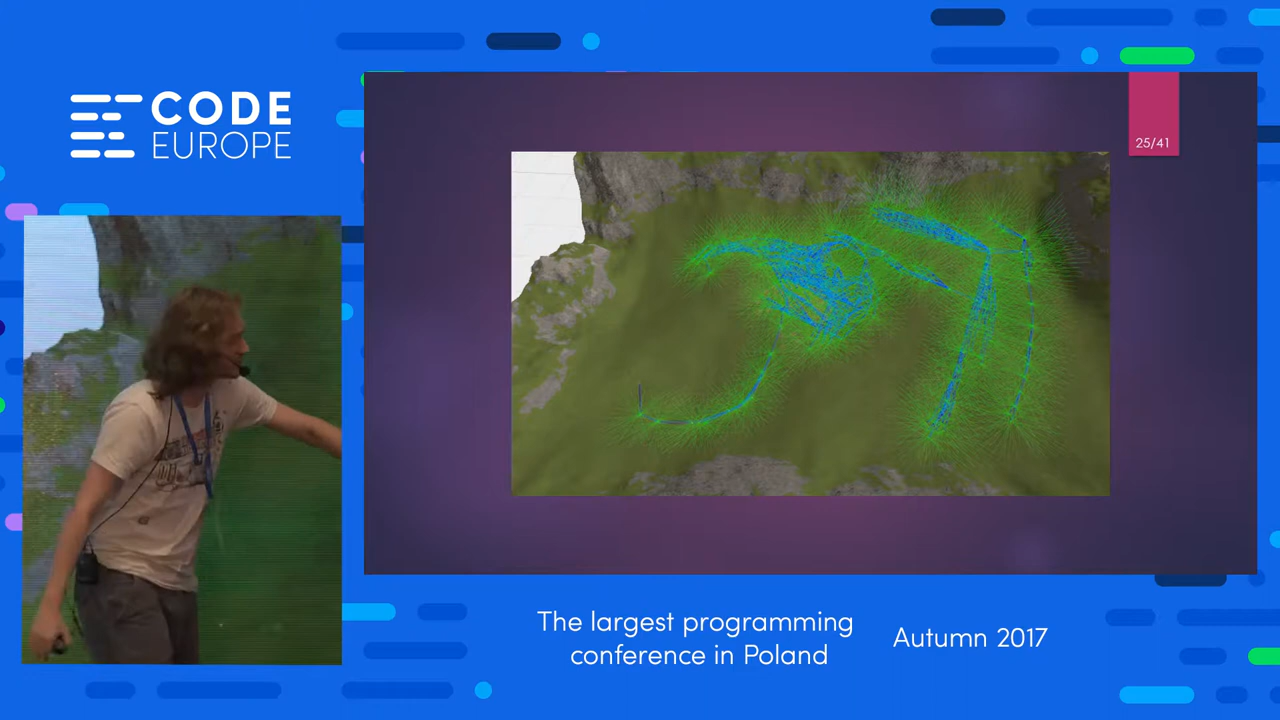 CODE
EUROPE
25/41
The largest programming
conference in Poland
Autumn 2017